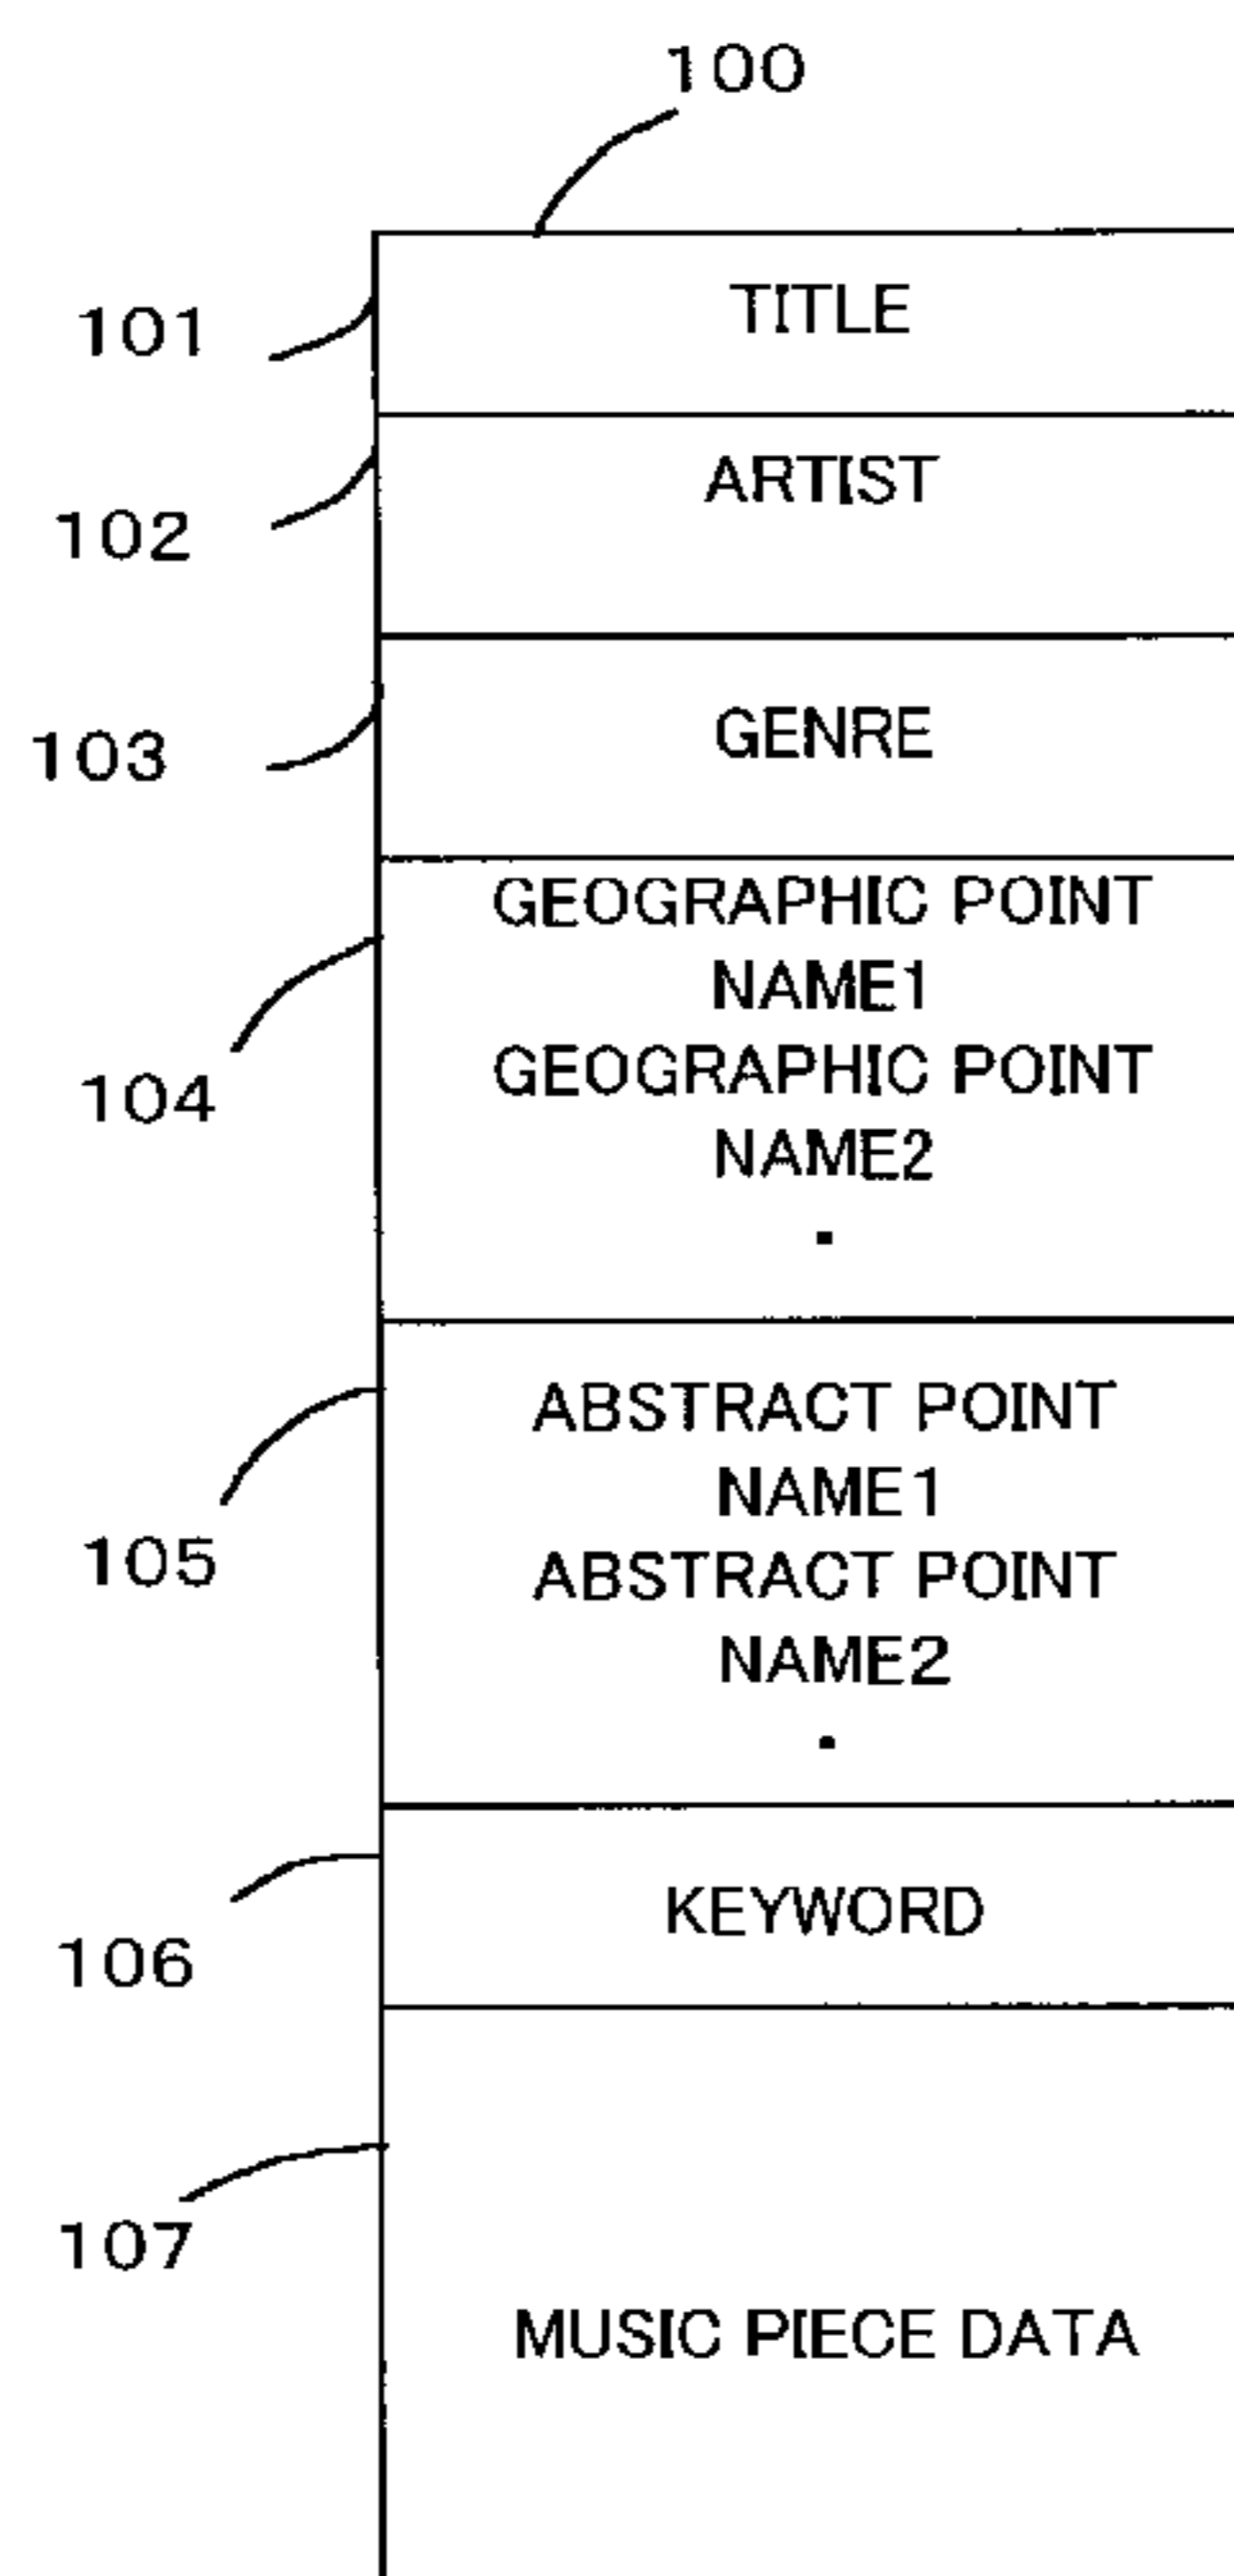 100
101
TITLE
102
ARTIST
103
GENRE
104
GEOGRAPHIC POINT
NAME1
GEOGRAPHIC POINT
NAME2
.
105
ABSTRACT POINT
NAME1
ABSTRACT POINT
NAME2
.
106
KEYWORD
107
MUSIC PIECE DATA